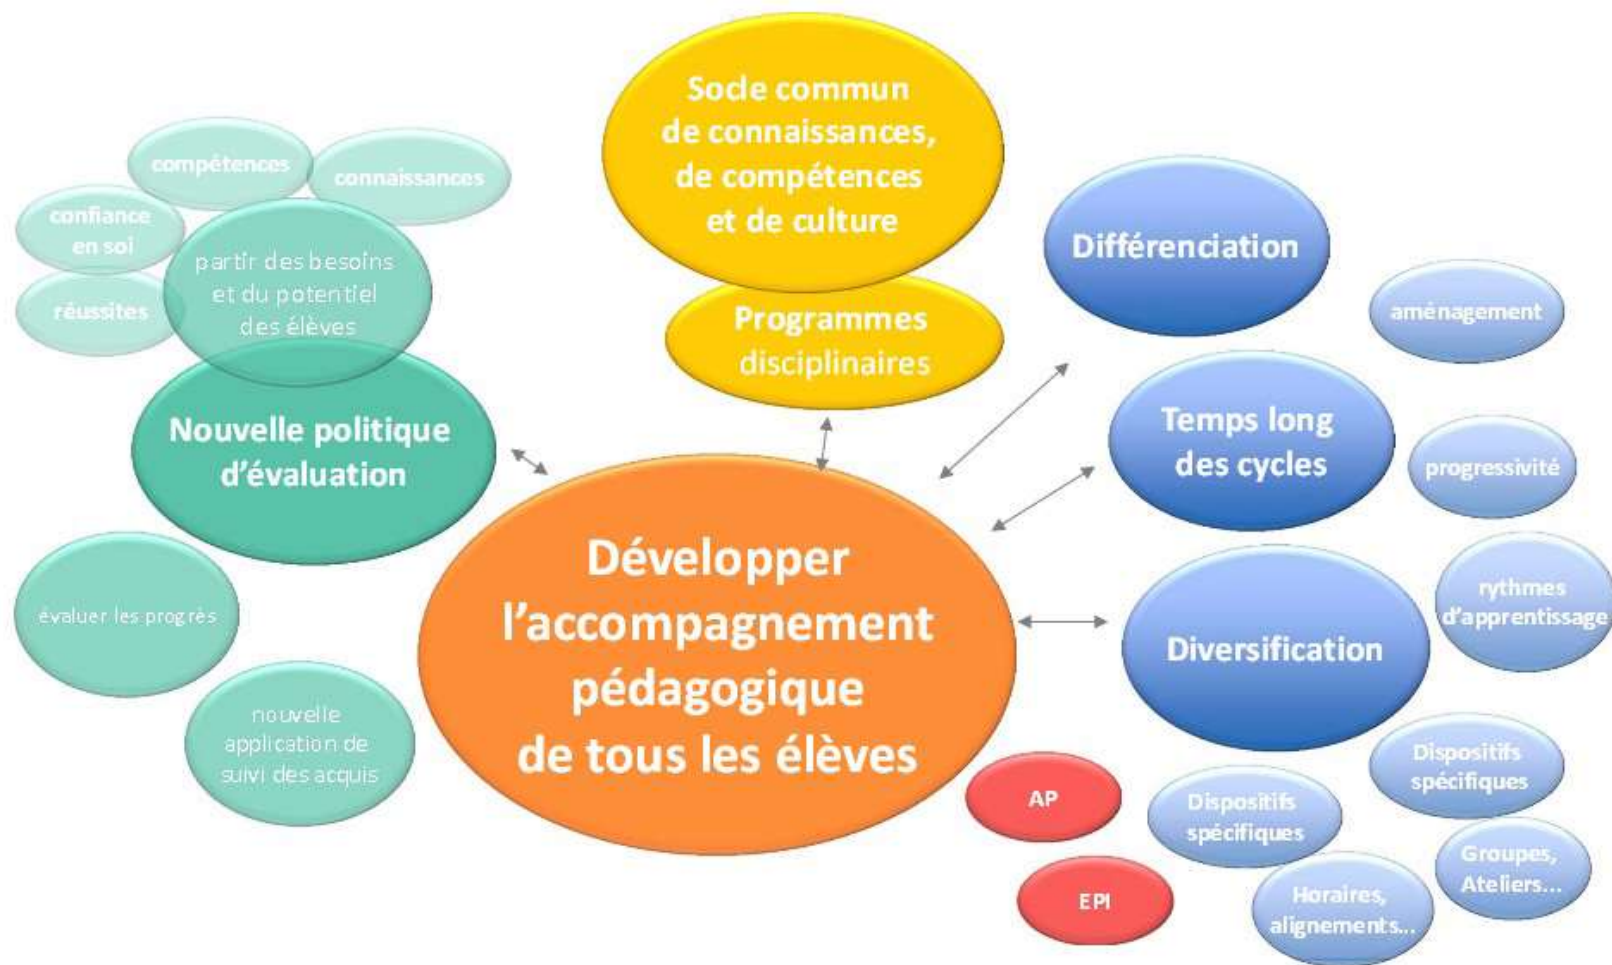 Socle commun
de connaissances,
de compétences
et de culture
Programmes
disciplinaires
compétences
connaissances
confiance
en soi
réussites
partir des besoins
et du potentiel
des élèves
Nouvelle politique
d'évaluation
évaluer les progrès
nouvelle
application de
suivi des acquis
Développer
l'accompagnement
pédagogique
de tous les élèves
Différenciation
aménagement
Temps long
des cycles
progressivité
rythmes
d'apprentissage
Diversification
Dispositifs
spécifiques
AP
Dispositifs
spécifiques
Groupes,
Ateliers...
EPI
Horaires,
alignements...